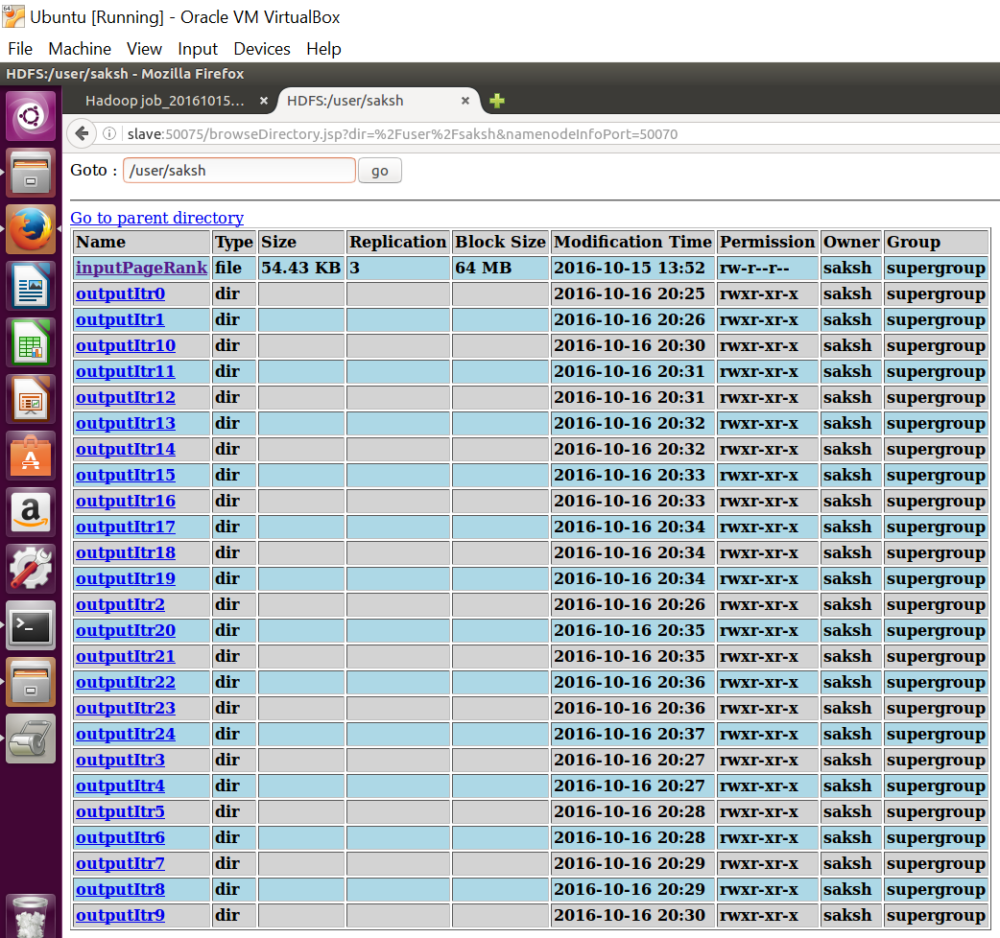 Ubuntu [Running] - Oracle VM VirtualBox
File Machine View Input Devices Help
HDFS:/user/saksh - Mozilla Firefox
Hadoop job_20161015... × HDFS:/user/saksh ×
slave:50075/browseDirectory.jsp?dir=%2Fuser%2Fsaksh&namenodeInfoPort=50070
Goto : /user/saksh go
Go to parent directory
Name Type Size Replication Block Size Modification Time Permission Owner Group
inputPageRank file 54.43 KB 3 64 MB 2016-10-15 13:52 rw-r--r-- saksh supergroup
outputItr0 dir 2016-10-16 20:25 rwxr-xr-x saksh supergroup
outputItr1 dir 2016-10-16 20:26 rwxr-xr-x saksh supergroup
outputItr10 dir 2016-10-16 20:30 rwxr-xr-x saksh supergroup
outputItr11 dir 2016-10-16 20:31 rwxr-xr-x saksh supergroup
outputItr12 dir 2016-10-16 20:31 rwxr-xr-x saksh supergroup
outputItr13 dir 2016-10-16 20:32 rwxr-xr-x saksh supergroup
outputItr14 dir 2016-10-16 20:32 rwxr-xr-x saksh supergroup
outputItr15 dir 2016-10-16 20:33 rwxr-xr-x saksh supergroup
outputItr16 dir 2016-10-16 20:33 rwxr-xr-x saksh supergroup
outputItr17 dir 2016-10-16 20:34 rwxr-xr-x saksh supergroup
outputItr18 dir 2016-10-16 20:34 rwxr-xr-x saksh supergroup
outputItr19 dir 2016-10-16 20:34 rwxr-xr-x saksh supergroup
outputItr2 dir 2016-10-16 20:26 rwxr-xr-x saksh supergroup
outputItr20 dir 2016-10-16 20:35 rwxr-xr-x saksh supergroup
outputItr21 dir 2016-10-16 20:35 rwxr-xr-x saksh supergroup
outputItr22 dir 2016-10-16 20:36 rwxr-xr-x saksh supergroup
outputItr23 dir 2016-10-16 20:36 rwxr-xr-x saksh supergroup
outputItr24 dir 2016-10-16 20:37 rwxr-xr-x saksh supergroup
outputItr3 dir 2016-10-16 20:27 rwxr-xr-x saksh supergroup
outputItr4 dir 2016-10-16 20:27 rwxr-xr-x saksh supergroup
outputItr5 dir 2016-10-16 20:28 rwxr-xr-x saksh supergroup
outputItr6 dir 2016-10-16 20:28 rwxr-xr-x saksh supergroup
outputItr7 dir 2016-10-16 20:29 rwxr-xr-x saksh supergroup
outputItr8 dir 2016-10-16 20:29 rwxr-xr-x saksh supergroup
outputItr9 dir 2016-10-16 20:30 rwxr-xr-x saksh supergroup